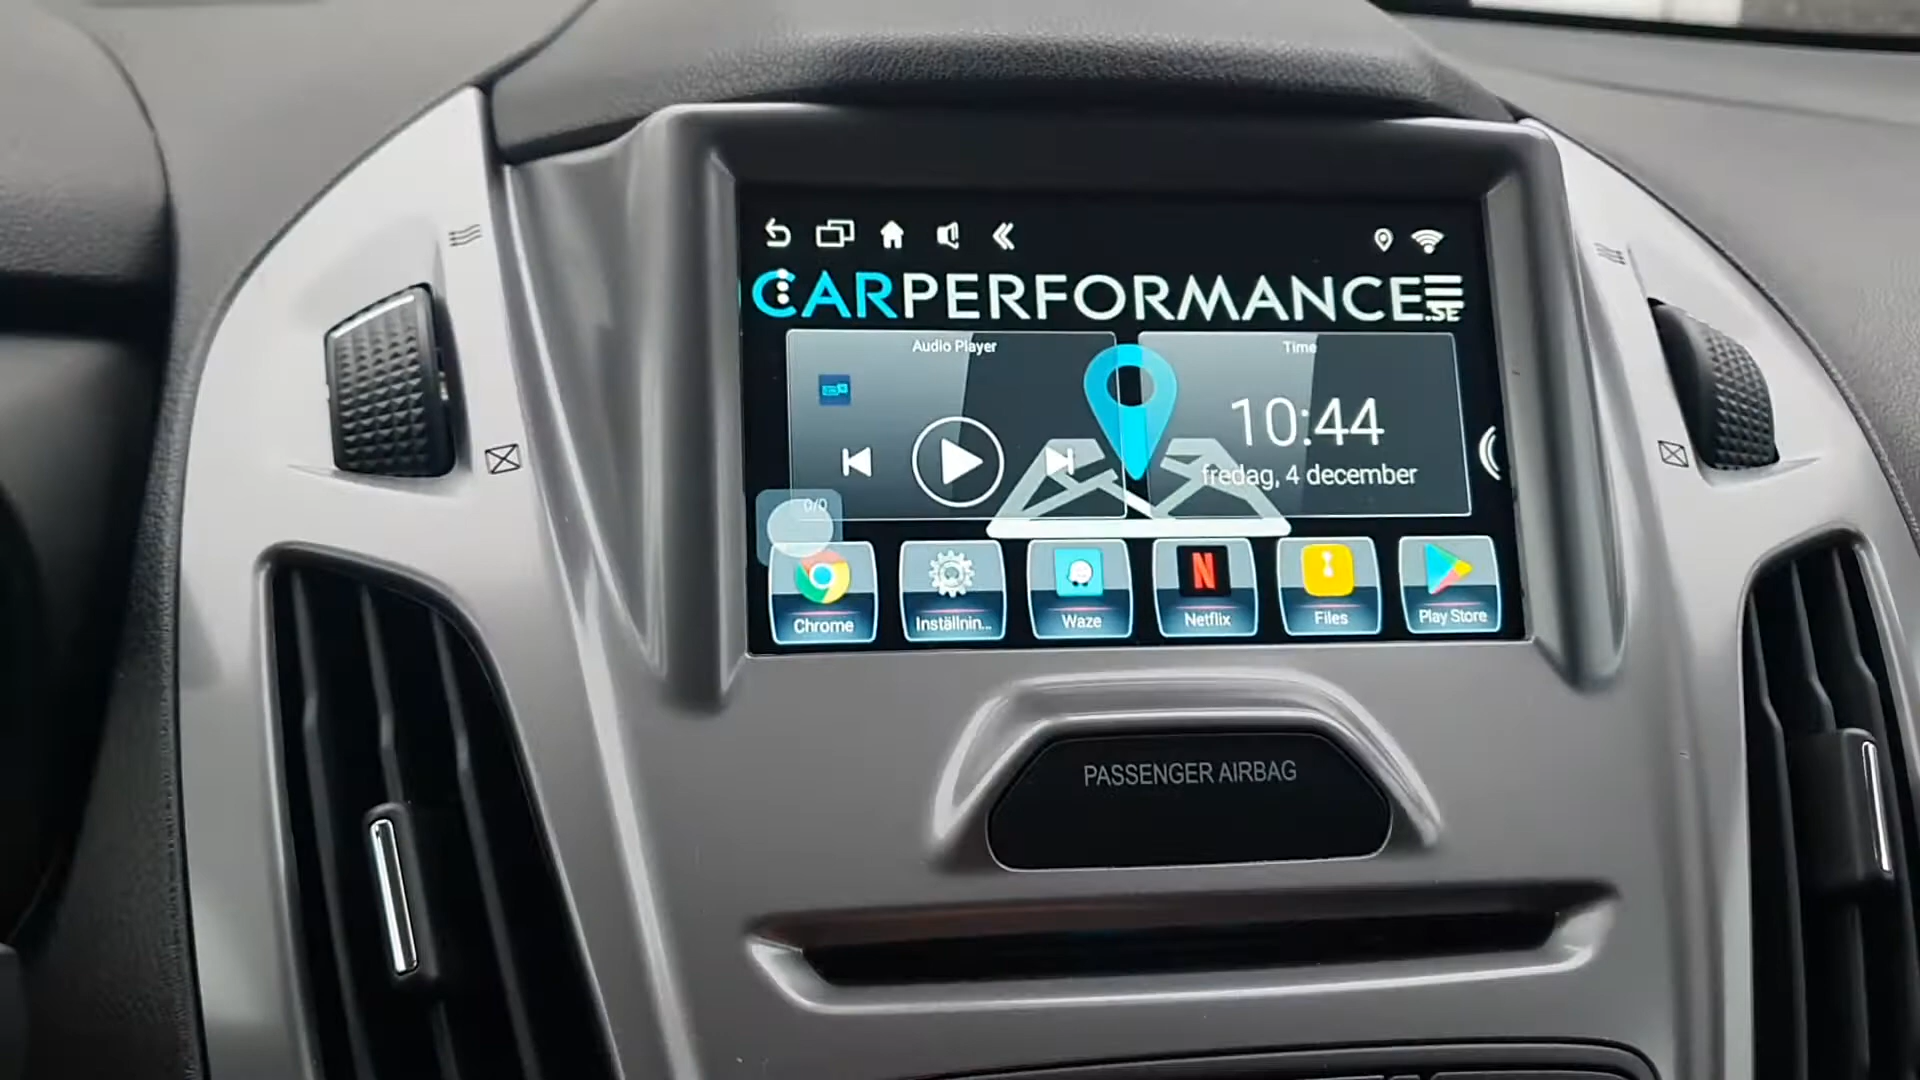 CARPERFORMANCE.SE
Audio Player
Time
10:44
fredag, 4 december
0/0
Chrome
Inställnin...
Waze
N
Netflix
Files
Play Store
PASSENGER AIRBAG